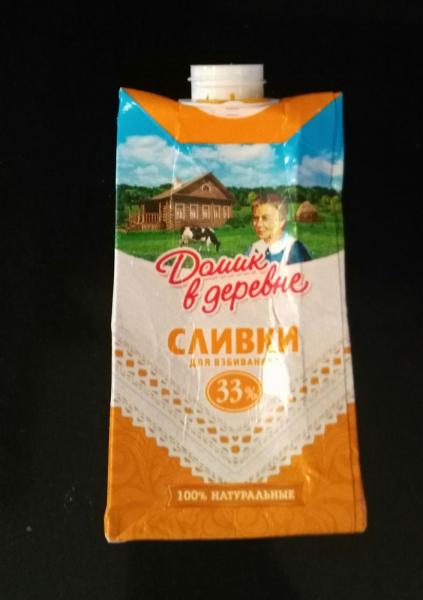 Домик
в деревне
СЛИВКИ
ДЛЯ ВЗБИВАНИЯ
33%
100% НАТУРАЛЬНЫЕ